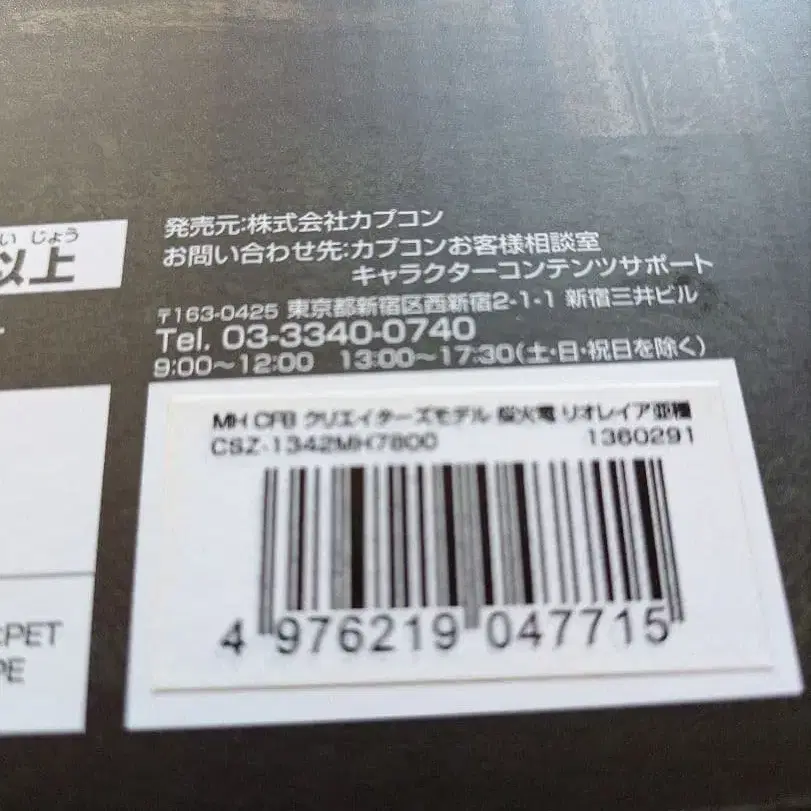 い じょう
以上
発売元:株式会社カプコン
お問い合わせ先:カプコンお客様相談室
キャラクターコンテンツサポート
〒163-0425 東京都新宿区西新宿2-1-1 新宿三井ビル
Tel. 03-3340-0740
9:00～12:00 13:00～17:30(土・日・祝日を除く)
MH CFB クリエイターズモデル 桜火竜 リオレイア亜種
CSZ-1342MH7800 1360291
4 976219 047715
PET
PE